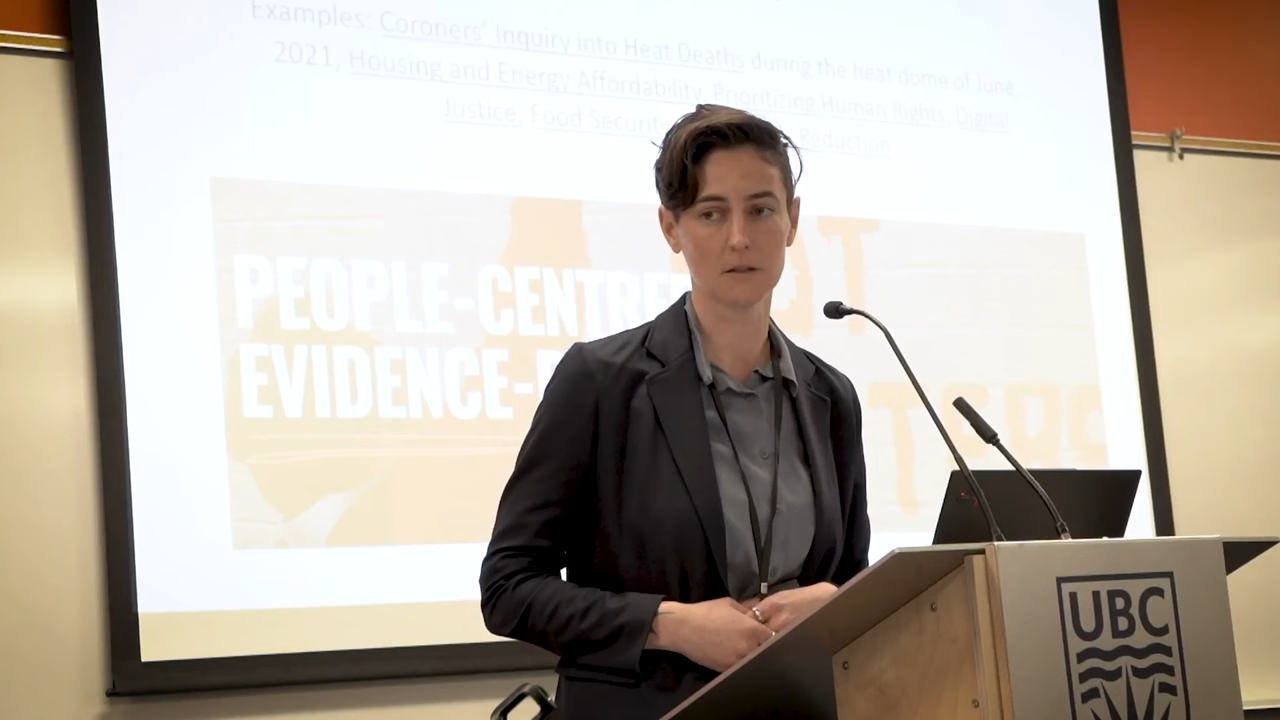 Examples: Coroners' Inquiry into Heat Deaths during the heat dome of June
2021, Housing and Energy Affordability, Prioritizing Human Rights, Digital
Justice, Food Security Reduction
PEOPLE-CENTRE
EVIDENCE-
UBC